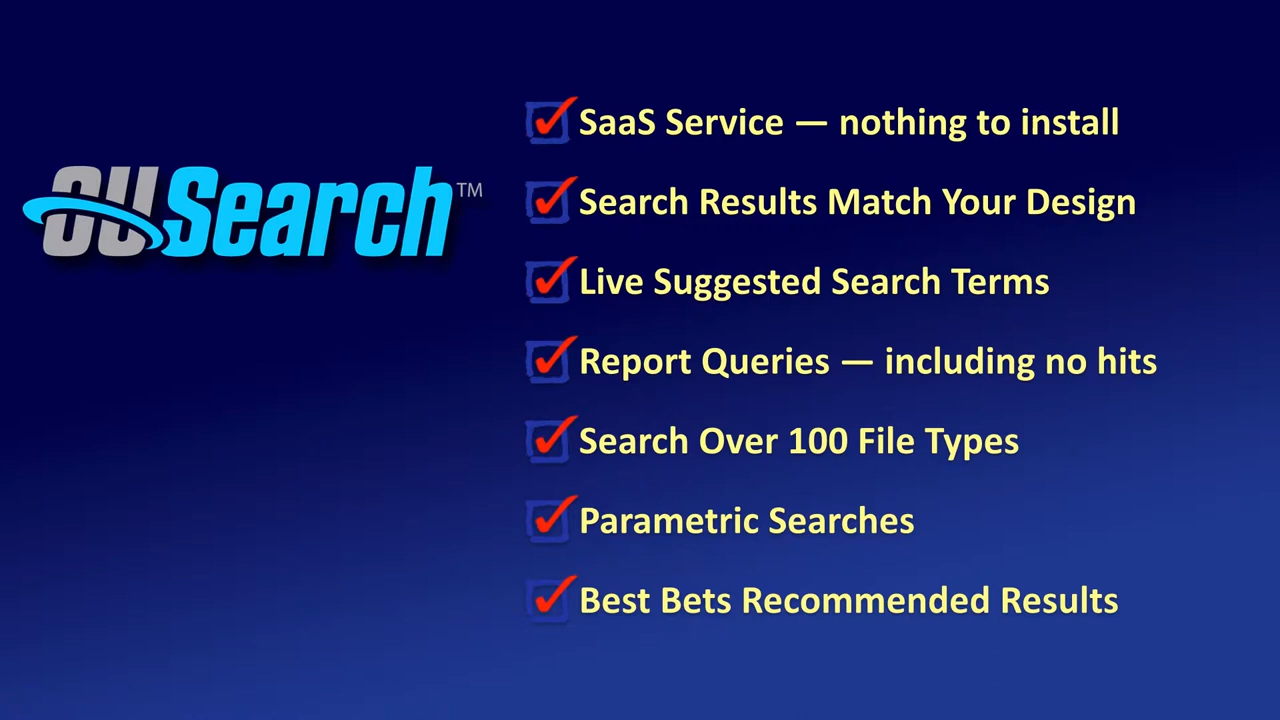 OUSearch™
SaaS Service — nothing to install
Search Results Match Your Design
Live Suggested Search Terms
Report Queries — including no hits
Search Over 100 File Types
Parametric Searches
Best Bets Recommended Results